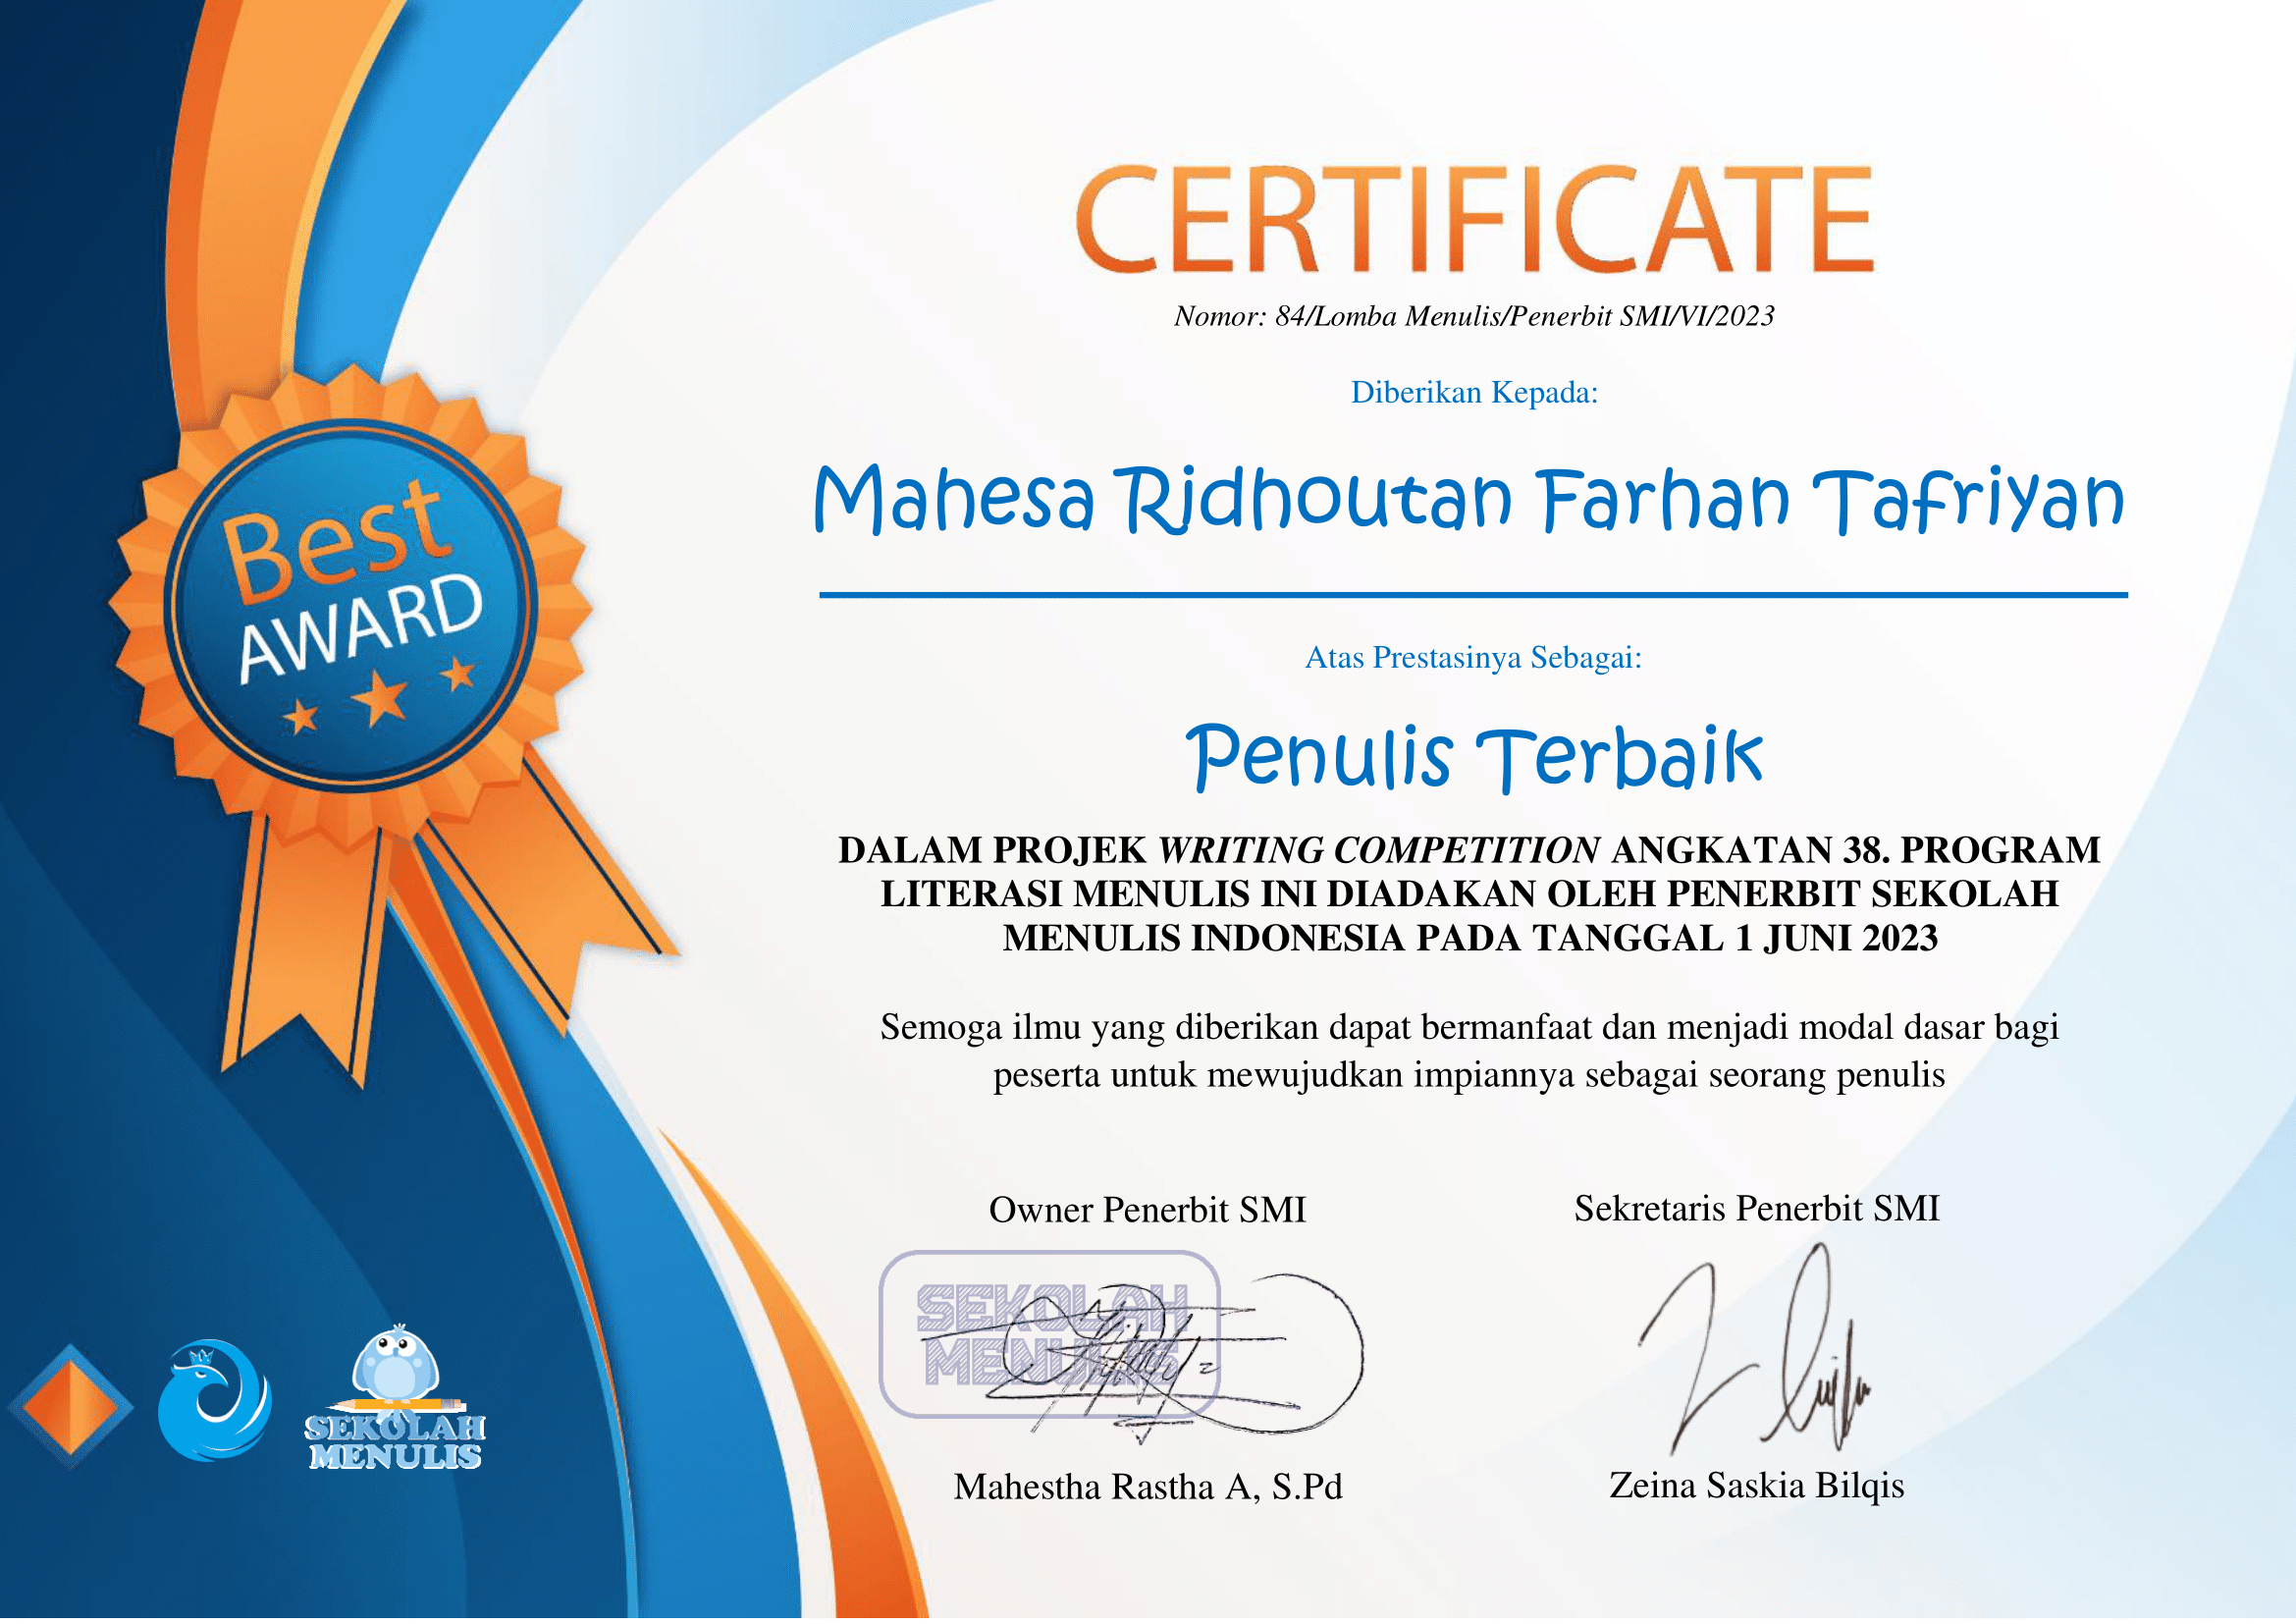 CERTIFICATE
Nomor: 84/Lomba Menulis/Penerbit SMI/VI/2023
Diberikan Kepada:
Mahesa Ridhoutan Farhan Tafriyan
Best
AWARD
Atas Prestasinya Sebagai:
Penulis Terbaik
DALAM PROJEK WRITING COMPETITION ANGKATAN 38. PROGRAM
LITERASI MENULIS INI DIADAKAN OLEH PENERBIT SEKOLAH
MENULIS INDONESIA PADA TANGGAL 1 JUNI 2023
Semoga ilmu yang diberikan dapat bermanfaat dan menjadi modal dasar bagi
peserta untuk mewujudkan impiannya sebagai seorang penulis
Owner Penerbit SMI
Sekretaris Penerbit SMI
SEKOLAH
MENULIS
SEKOLAH
MENULIS
Mahestha Rastha A, S.Pd
Zeina Saskia Bilqis